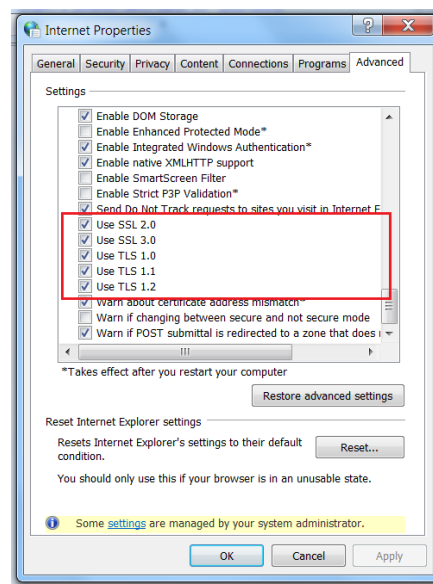 Internet Properties
General Security Privacy Content Connections Programs Advanced
Settings
Enable DOM Storage
Enable Enhanced Protected Mode*
Enable Integrated Windows Authentication*
Enable native XMLHTTP support
Enable SmartScreen Filter
Enable Strict P3P Validation*
Send Do Not Track requests to sites you visit in Internet E
Use SSL 2.0
Use SSL 3.0
Use TLS 1.0
Use TLS 1.1
Use TLS 1.2
Warn about certificate address mismatch*
Warn if changing between secure and not secure mode
Warn if POST submittal is redirected to a zone that does
*Takes effect after you restart your computer
Restore advanced settings
Reset Internet Explorer settings
Resets Internet Explorer's settings to their default
condition.
Reset...
You should only use this if your browser is in an unusable state.
Some settings are managed by your system administrator.
OK Cancel Apply